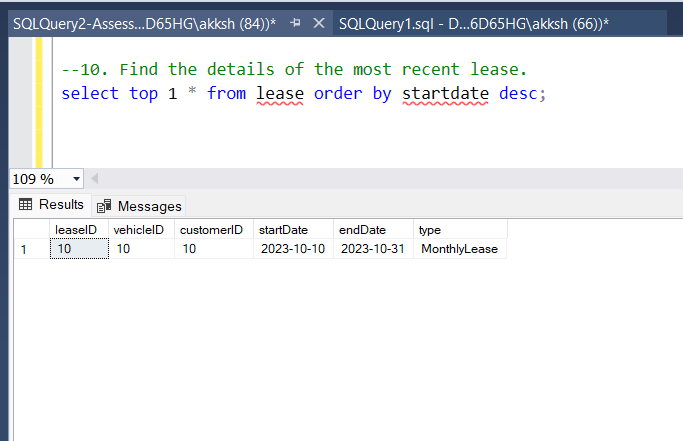 SQLQuery2-Assess...D65HG\akksh (84))* SQLQuery1.sql - D...6D65HG\akksh (66))*
--10. Find the details of the most recent lease.
select top 1 * from lease order by startdate desc;
109 %
Results Messages
leaseID vehicleID customerID startDate endDate type
1 10 10 10 2023-10-10 2023-10-31 MonthlyLease